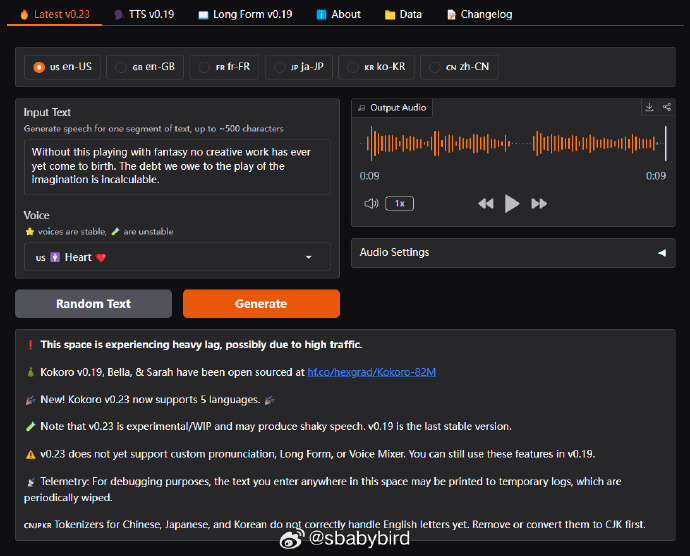 🔥 Latest v0.23 🗣️ TTS v0.19 📖 Long Form v0.19 ℹ️ About 📁 Data 📝 Changelog
us en-US GB en-GB FR fr-FR JP ja-JP KR ko-KR CN zh-CN
Input Text
Generate speech for one segment of text, up to ~500 characters
Without this playing with fantasy no creative work has ever
yet come to birth. The debt we owe to the play of the
imagination is incalculable.
Voice
⭐ voices are stable, 🧪 are unstable
us 🚺 Heart ❤️
Output Audio
0:09 0:09
1x
Audio Settings
Random Text Generate
❗ This space is experiencing heavy lag, possibly due to high traffic.
🎄 Kokoro v0.19, Bella, & Sarah have been open sourced at hf.co/hexgrad/Kokoro-82M
🎉 New! Kokoro v0.23 now supports 5 languages. 🎉
🧪 Note that v0.23 is experimental/WIP and may produce shaky speech. v0.19 is the last stable version.
⚠️ v0.23 does not yet support custom pronunciation, Long Form, or Voice Mixer. You can still use these features in v0.19.
📡 Telemetry: For debugging purposes, the text you enter anywhere in this space may be printed to temporary logs, which are
periodically wiped.
CNJPKR Tokenizers for Chinese, Japanese, and Korean do not correctly handle English letters yet. Remove or convert them to CJK first.
@sbabybird